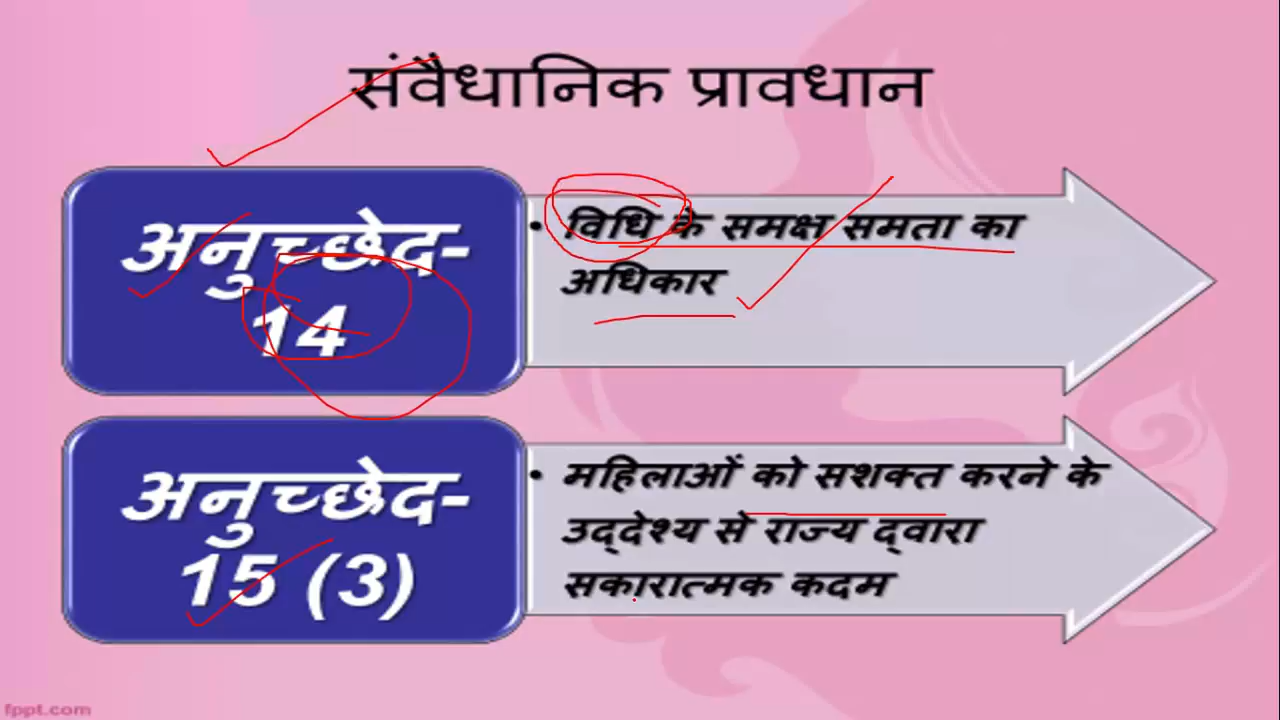 संवैधानिक प्रावधान
अनुच्छेद-
14
• विधि के समक्ष समता का
अधिकार
अनुच्छेद-
15 (3)
• महिलाओं को सशक्त करने के
उद्देश्य से राज्य द्वारा
सकारात्मक कदम
fppt.com